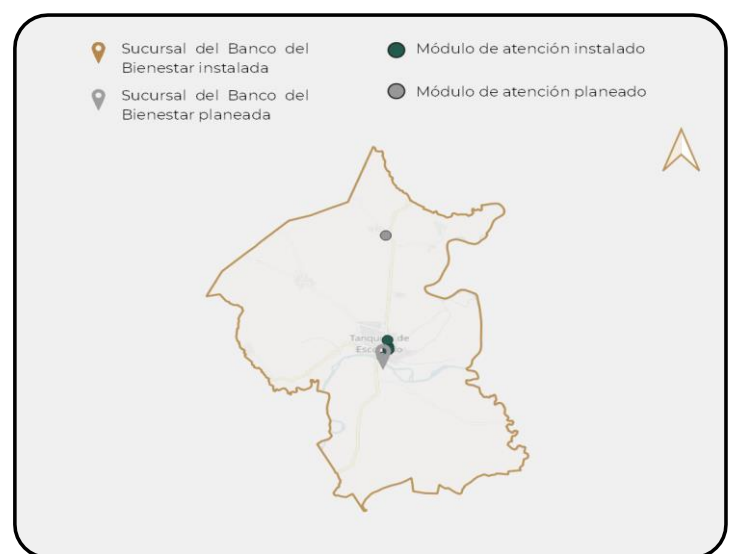 Sucursal del Banco del
Bienestar instalada
Sucursal del Banco del
Bienestar planeada
Módulo de atención instalado
Módulo de atención planeado
de